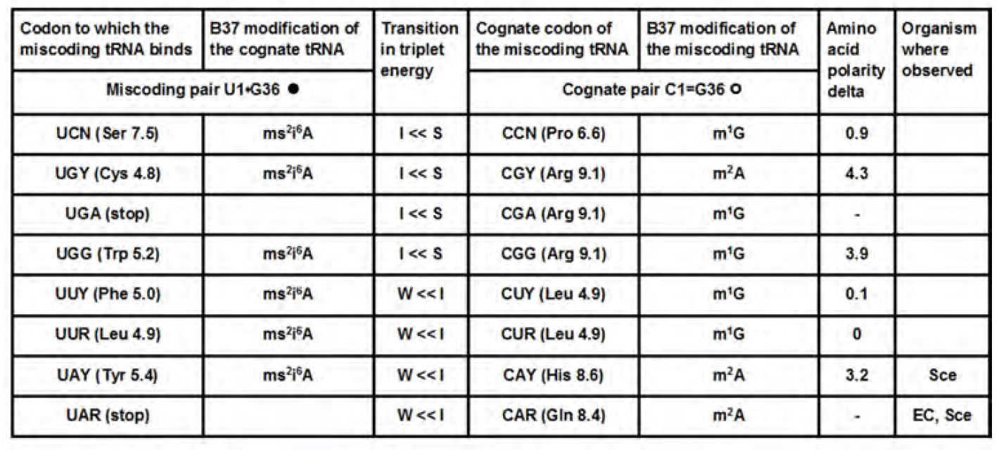 Codon to which the miscoding tRNA binds | B37 modification of the cognate tRNA | Transition in triplet energy | Cognate codon of the miscoding tRNA | B37 modification of the miscoding tRNA | Amino acid polarity delta | Organism where observed
Miscoding pair U1•G36 ● | Cognate pair C1=G36 O
UCN (Ser 7.5) | ms²i⁶A | I << S | CCN (Pro 6.6) | m¹G | 0.9
UGY (Cys 4.8) | ms²i⁶A | I << S | CGY (Arg 9.1) | m²A | 4.3
UGA (stop) | I << S | CGA (Arg 9.1) | m¹G | -
UGG (Trp 5.2) | ms²i⁶A | I << S | CGG (Arg 9.1) | m¹G | 3.9
UUY (Phe 5.0) | ms²i⁶A | W << I | CUY (Leu 4.9) | m¹G | 0.1
UUR (Leu 4.9) | ms²i⁶A | W << I | CUR (Leu 4.9) | m¹G | 0
UAY (Tyr 5.4) | ms²i⁶A | W << I | CAY (His 8.6) | m²A | 3.2 | Sce
UAR (stop) | W << I | CAR (Gln 8.4) | m²A | - | EC, Sce